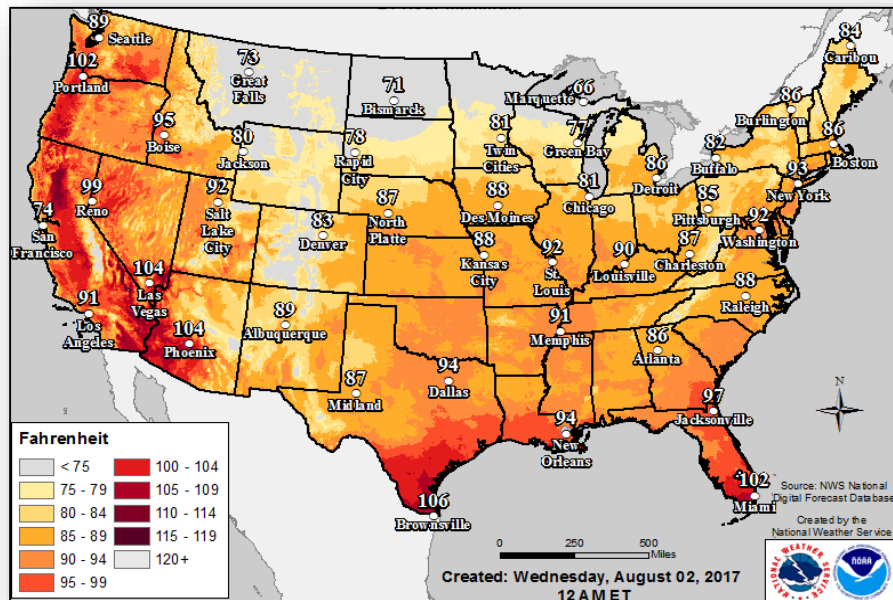 89
Seattle
102
Portland
73
Great
Falls
71
Bismarck
66
Marquette
84
Caribou
95
Boise
80
Jackson
78
Rapid
City
81
Twin
Cities
77
Green Bay
86
Burlington
86
Boston
82
Buffalo
86
Detroit
93
New York
99
Reno
92
Salt
Lake
City
87
North
Platte
88
Des Moines
81
Chicago
85
Pittsburgh
92
Washington
74
San
Francisco
83
Denver
88
Kansas
City
92
St.
Louis
90
Louisville
87
Charleston
88
Raleigh
104
Las
Vegas
91
Los
Angeles
104
Phoenix
89
Albuquerque
91
Memphis
86
Atlanta
87
Midland
94
Dallas
94
New
Orleans
97
Jacksonville
106
Brownsville
102
Miami
N
Fahrenheit
< 75
75 - 79
80 - 84
85 - 89
90 - 94
95 - 99
100 - 104
105 - 109
110 - 114
115 - 119
120+
Source: NWS National
Digital Forecast Database
Created by the
National Weather Service
0 250 500
Miles
Created: Wednesday, August 02, 2017
12 AM ET
NATIONAL WEATHER SERVICE
NOAA